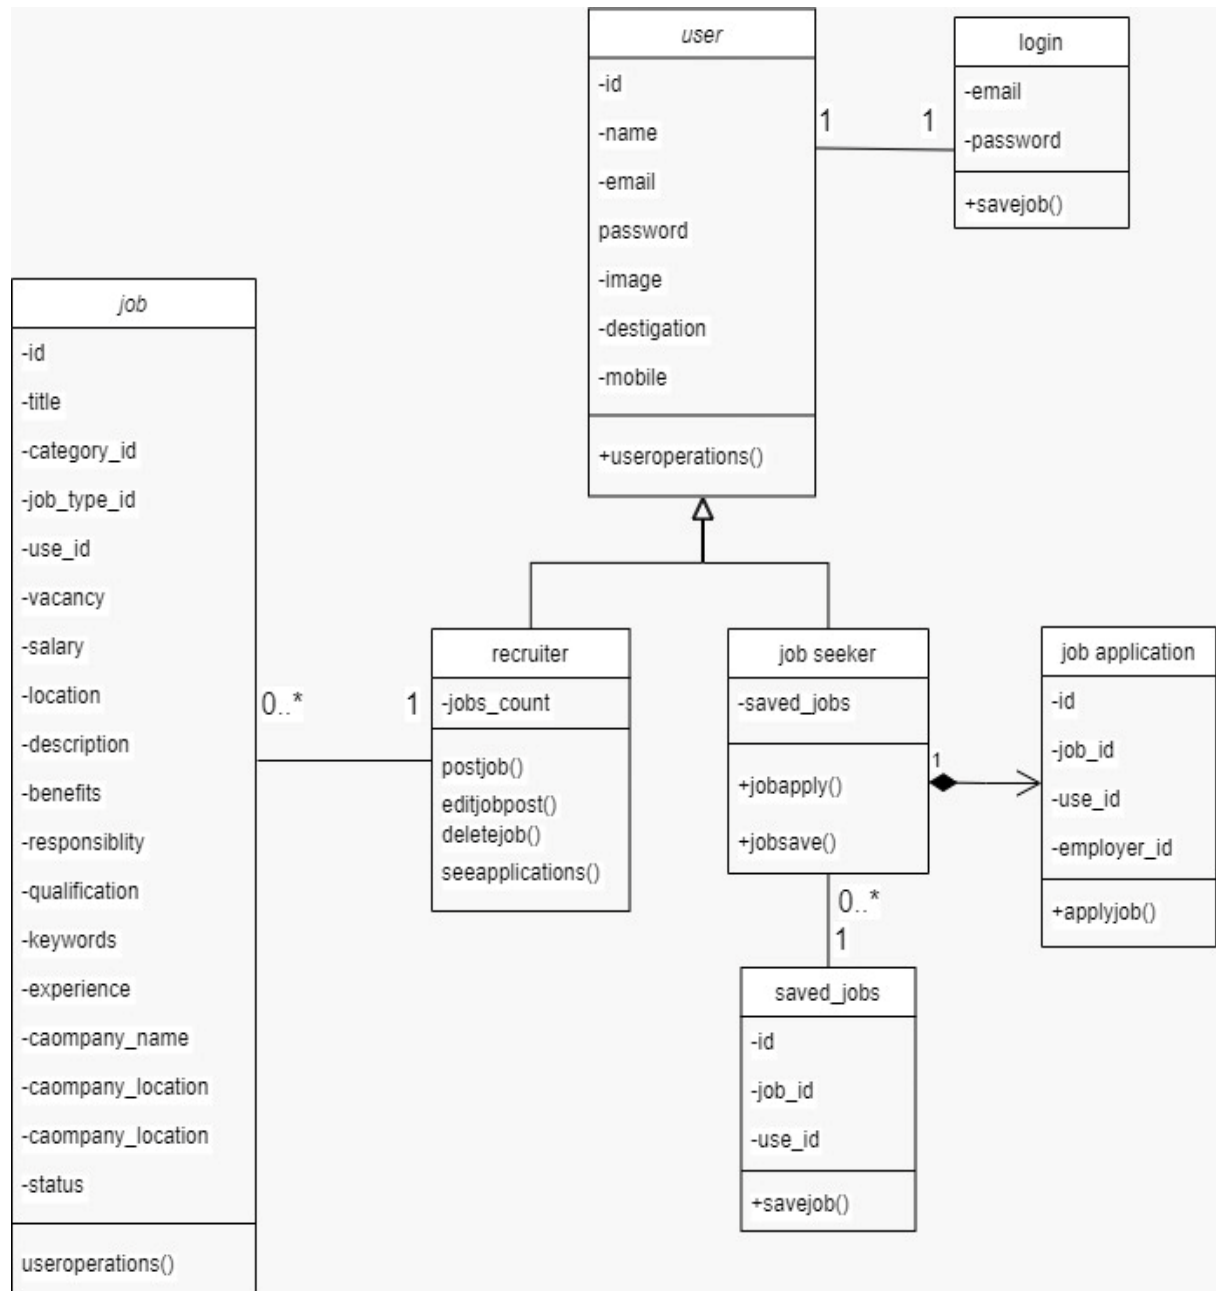 user
-id
-name
-email
password
-image
-destigation
-mobile
+useroperations()
1
1
login
-email
-password
+savejob()
job
-id
-title
-category_id
-job_type_id
-use_id
-vacancy
-salary
-location
-description
-benefits
-responsiblity
-qualification
-keywords
-experience
-caompany_name
-caompany_location
-caompany_location
-status
useroperations()
0..*
1
recruiter
-jobs_count
postjob()
editjobpost()
deletejob()
seeapplications()
job seeker
-saved_jobs
+jobapply()
+jobsave()
1
job application
-id
-job_id
-use_id
-employer_id
+applyjob()
0..*
1
saved_jobs
-id
-job_id
-use_id
+savejob()